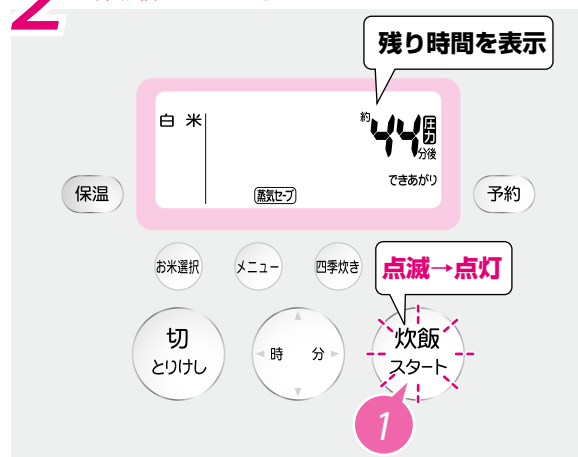 2
残り時間を表示
白米
約44分後
圧力
できあがり
蒸気セーブ
保温
予約
お米選択
メニュー
四季炊き
点滅→点灯
切
とりけし
時 分
炊飯
スタート
1